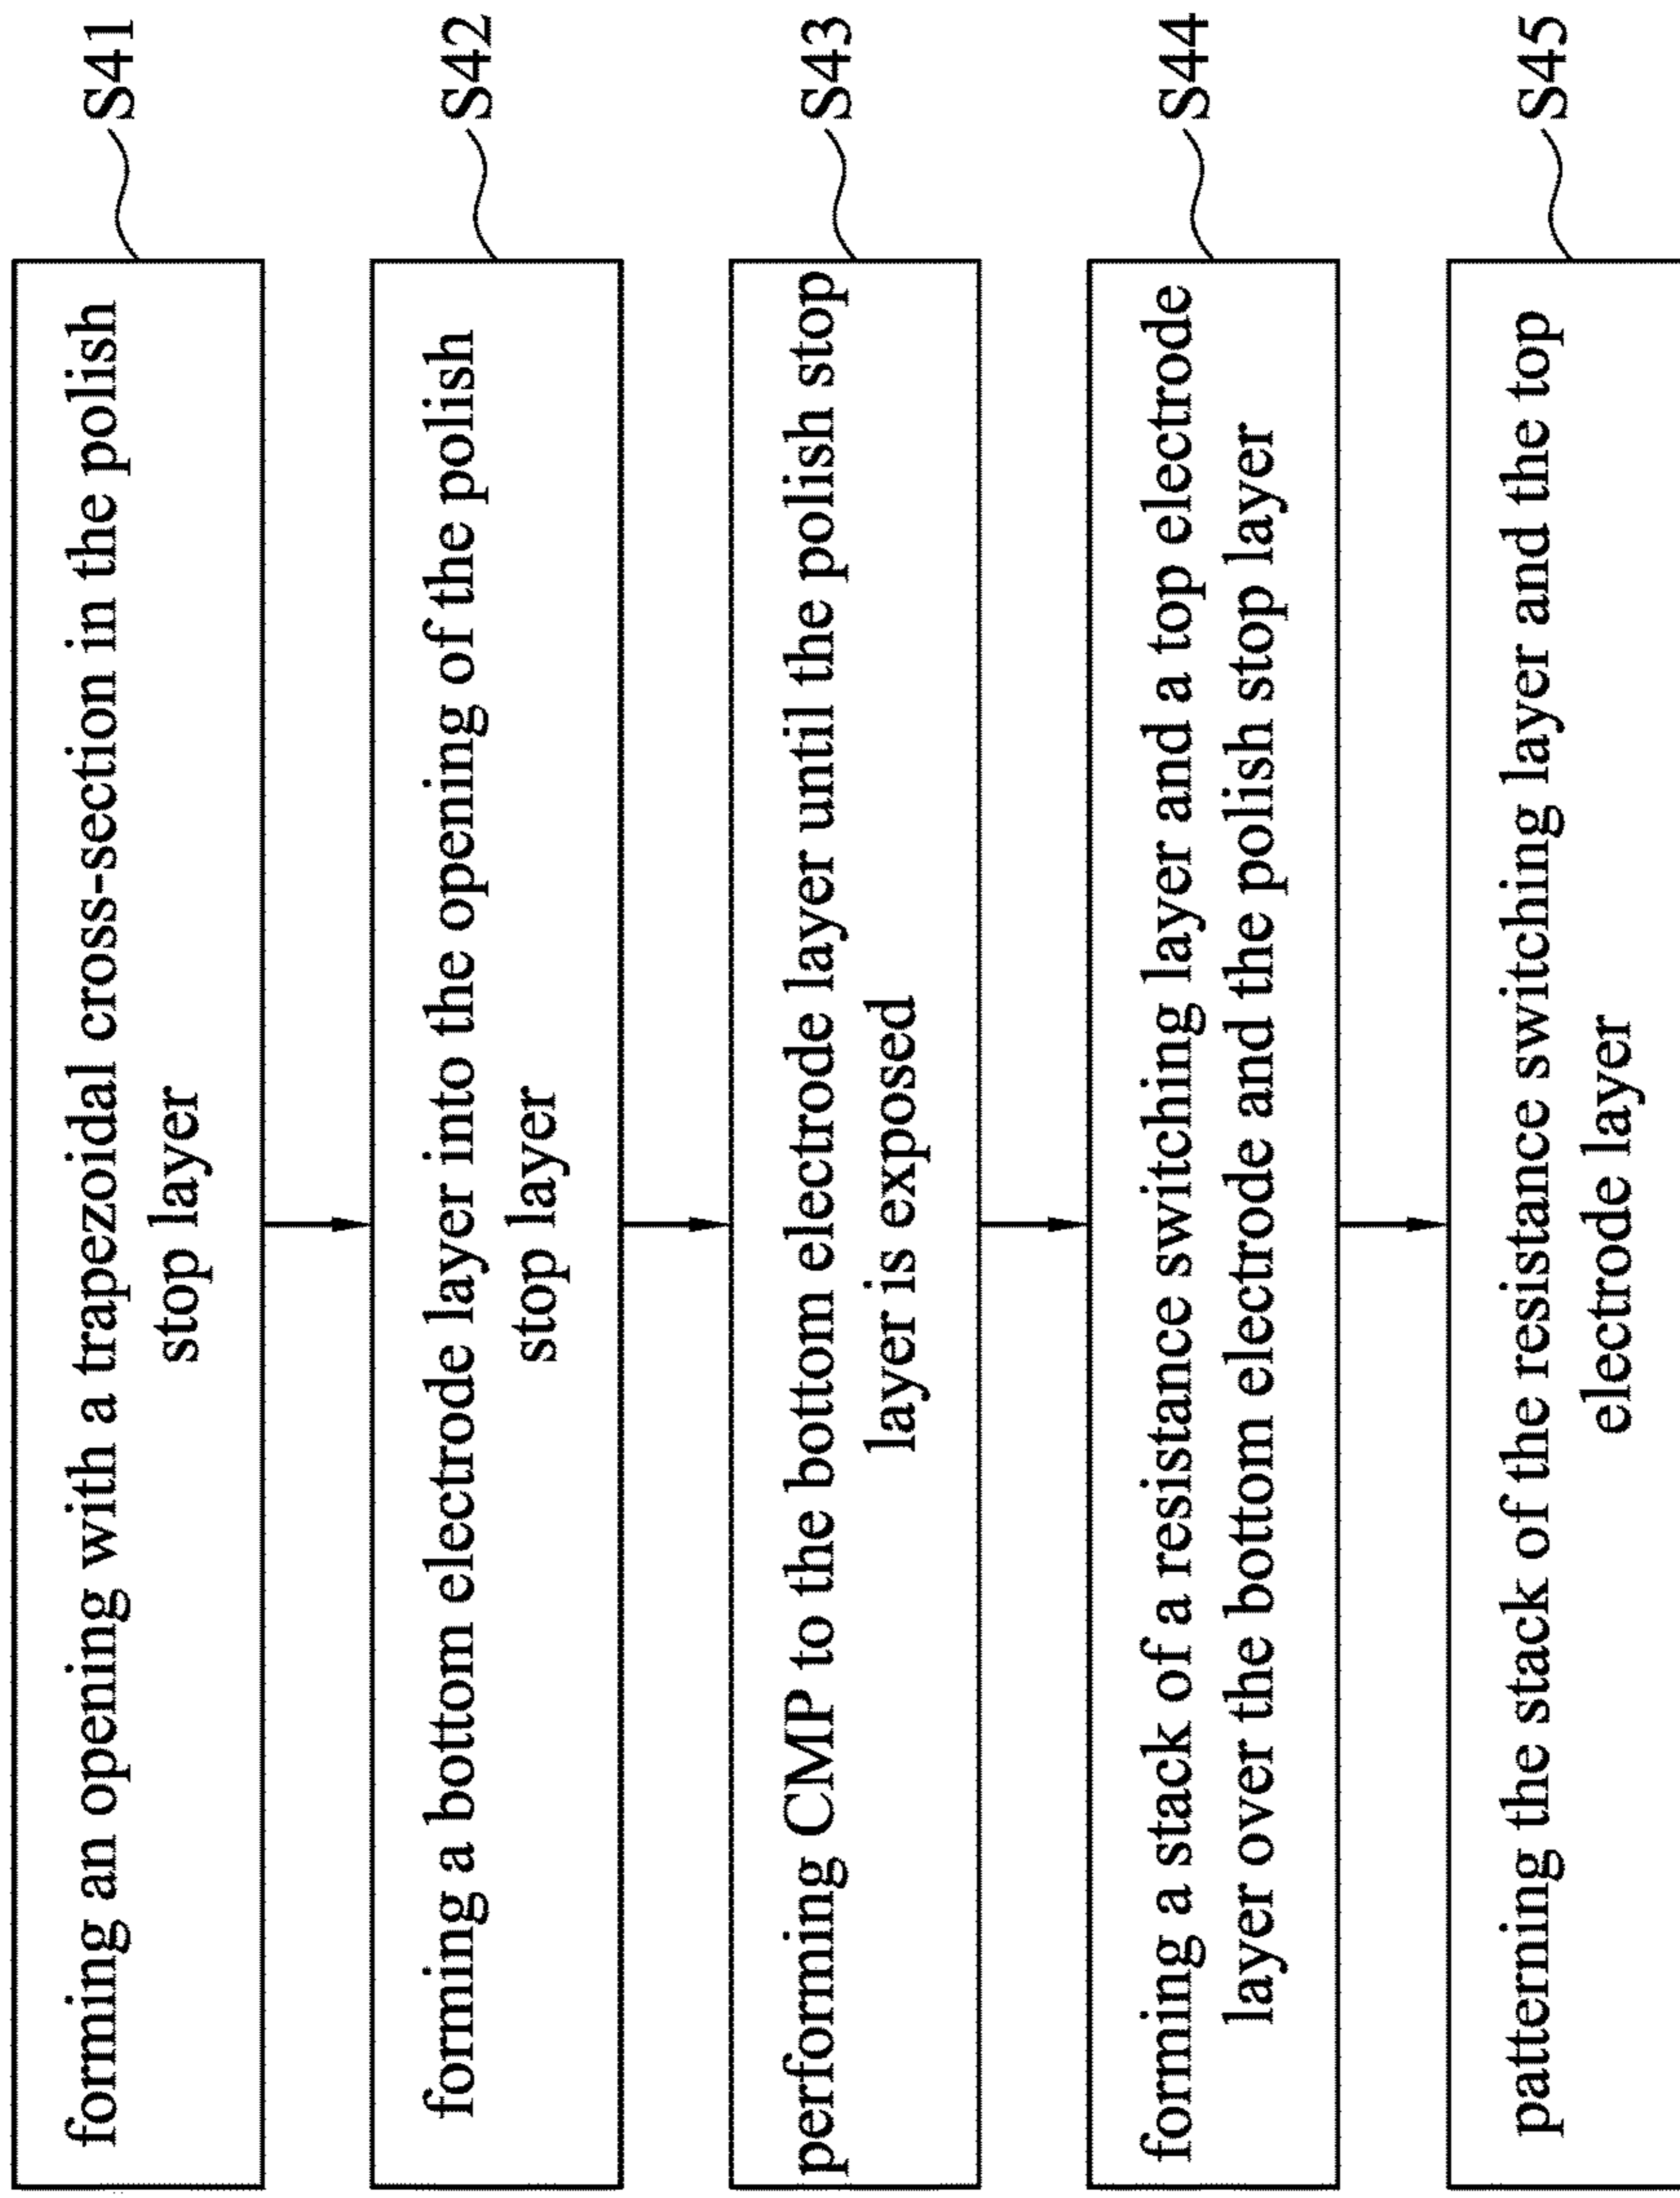 forming an opening with a trapezoidal cross-section in the polish
stop layer
S41
forming a bottom electrode layer into the opening of the polish
stop layer
S42
performing CMP to the bottom electrode layer until the polish stop
layer is exposed
S43
forming a stack of a resistance switching layer and a top electrode
layer over the bottom electrode and the polish stop layer
S44
patterning the stack of the resistance switching layer and the top
electrode layer
S45